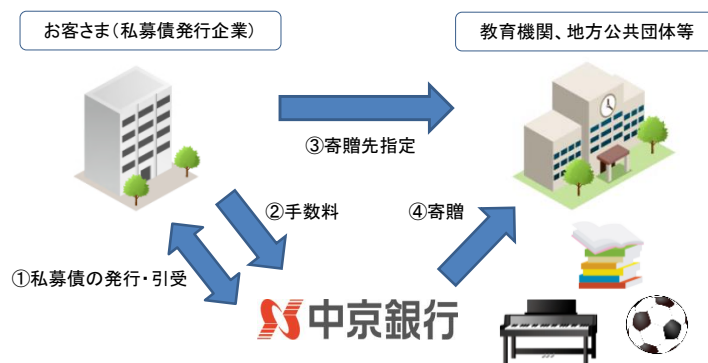 お客さま(私募債発行企業)
教育機関、地方公共団体等
③寄贈先指定
②手数料
④寄贈
①私募債の発行・引受
中京銀行